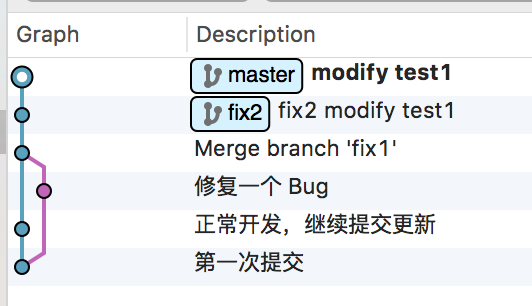 Graph Description
master modify test1
fix2 fix2 modify test1
Merge branch 'fix1'
修复一个 Bug
正常开发，继续提交更新
第一次提交